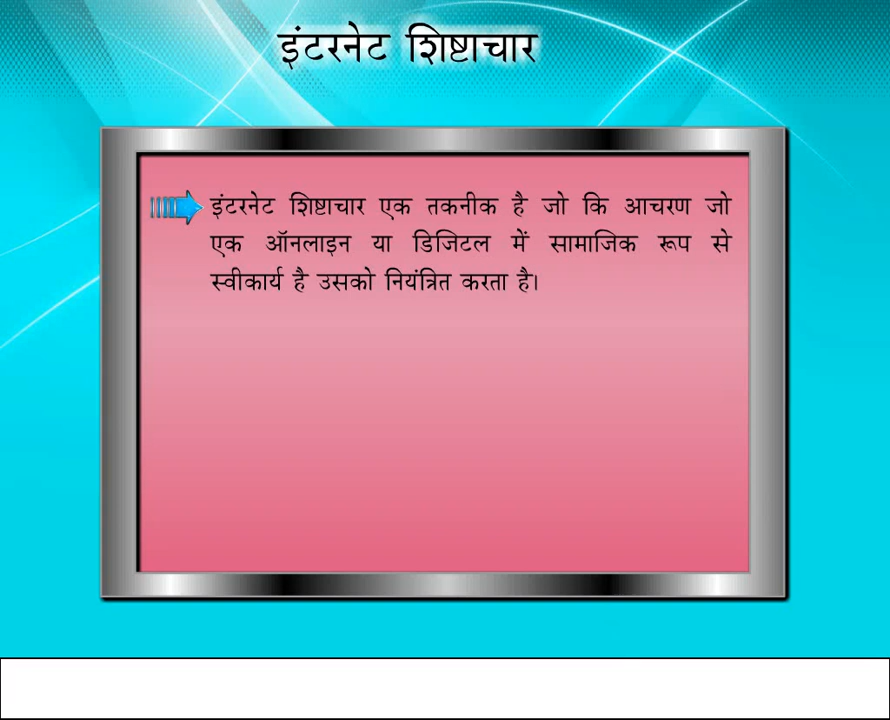 इंटरनेट शिष्टाचार
इंटरनेट शिष्टाचार एक तकनीक है जो कि आचरण जो
एक ऑनलाइन या डिजिटल में सामाजिक रूप से
स्वीकार्य है उसको नियंत्रित करता है।